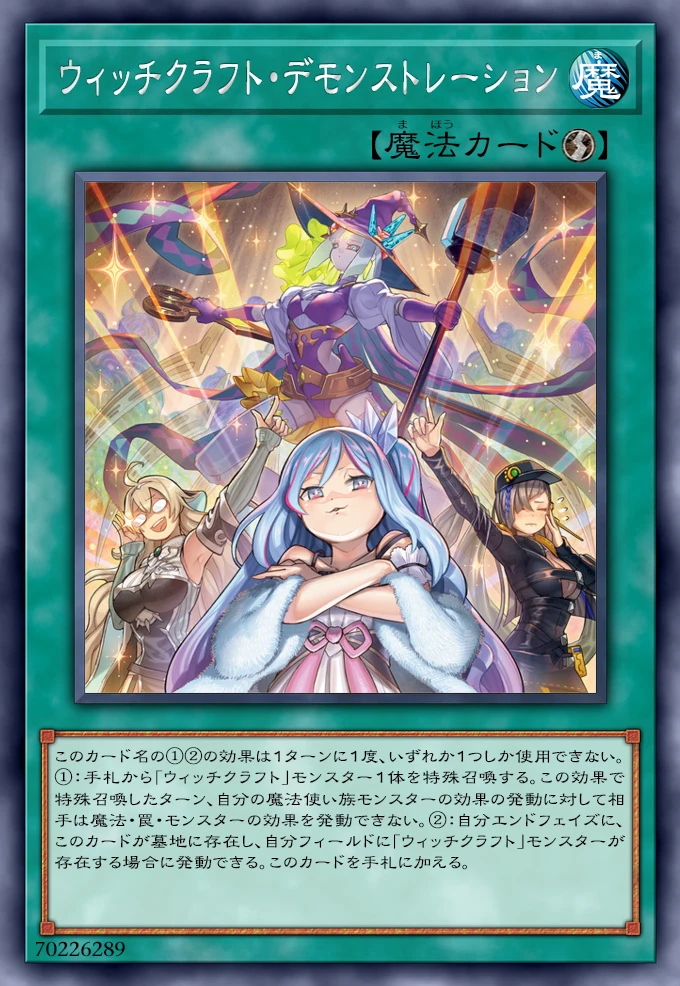 ウィッチクラフト・デモンストレーション 魔
【魔法カード】
このカード名の①②の効果は1ターンに1度、いずれか1つしか使用できない。
①:手札から「ウィッチクラフト」モンスター1体を特殊召喚する。この効果で
特殊召喚したターン、自分の魔法使い族モンスターの効果の発動に対して相
手は魔法・罠・モンスターの効果を発動できない。②:自分エンドフェイズに、
このカードが墓地に存在し、自分フィールドに「ウィッチクラフト」モンスターが
存在する場合に発動できる。このカードを手札に加える。
70226289